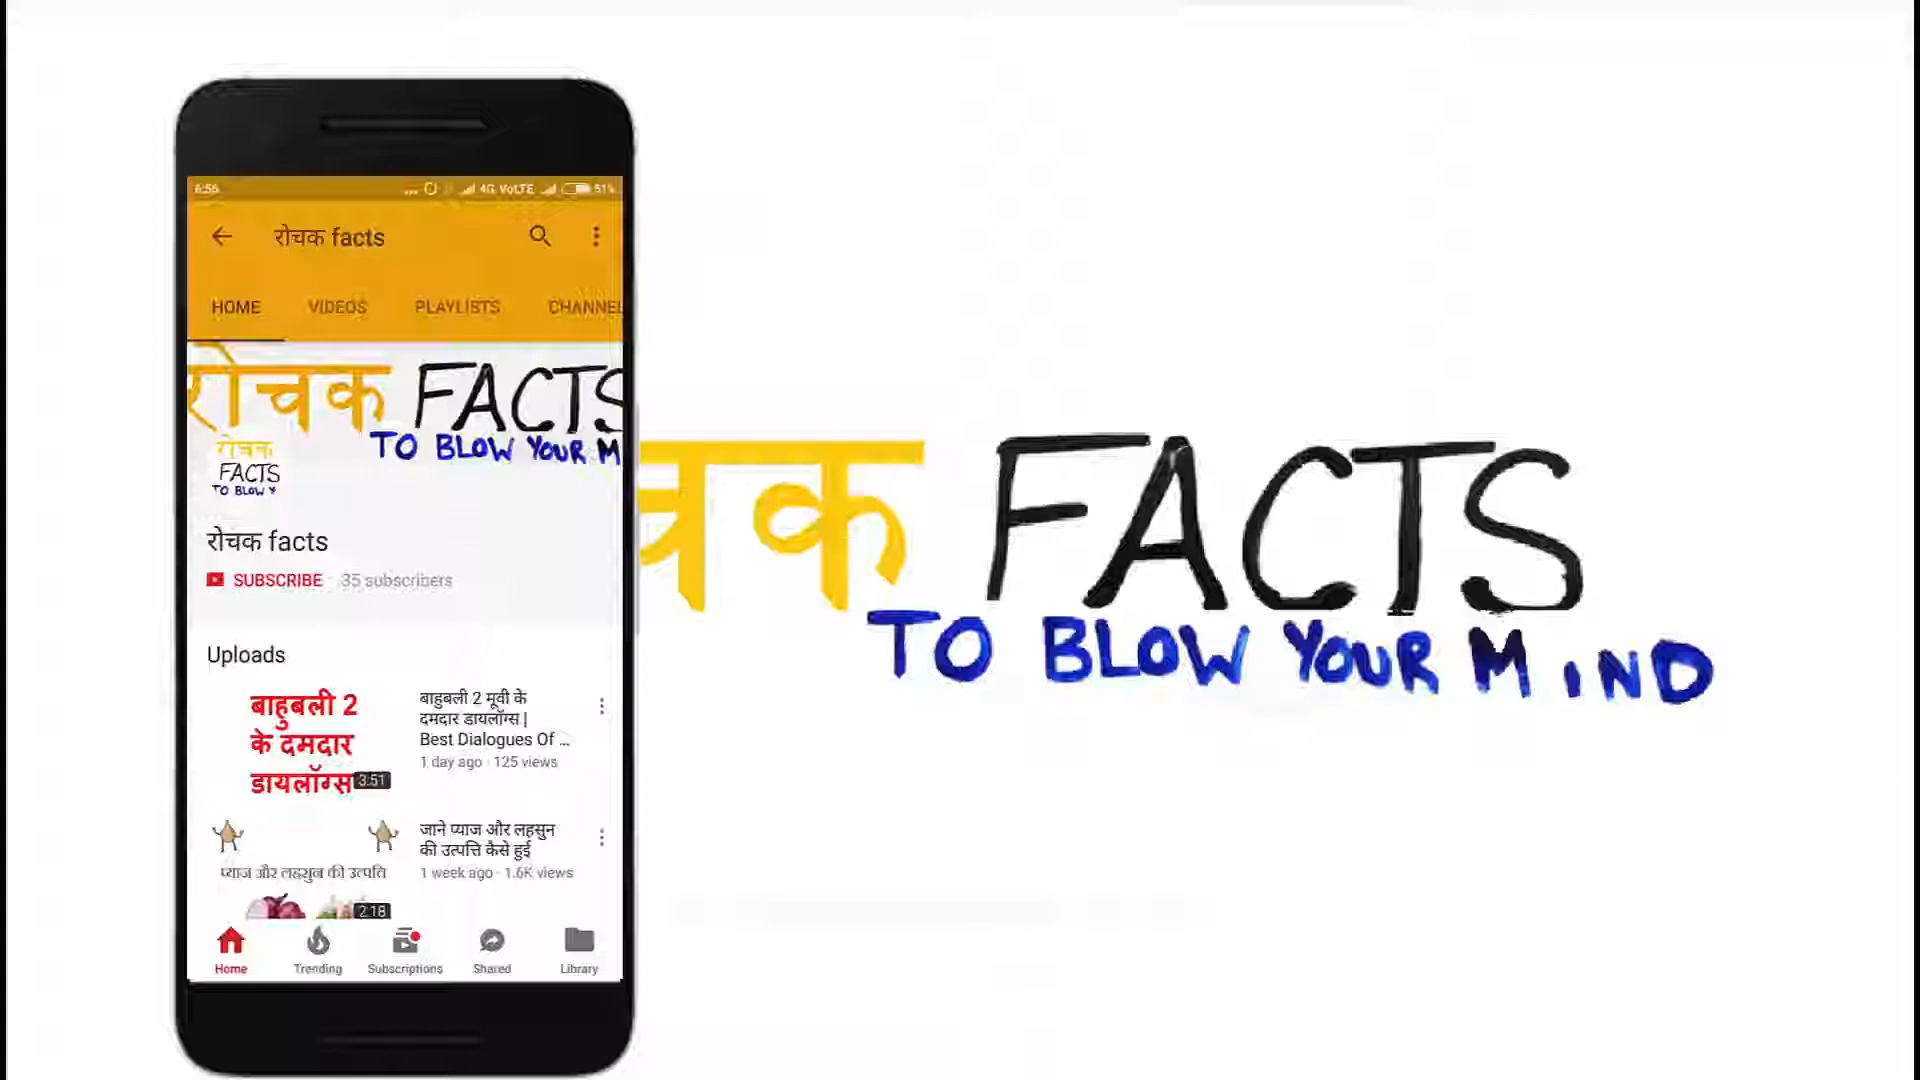 6:56 4G VoLTE 51%
रोचक facts
HOME VIDEOS PLAYLISTS CHANNEL
रोचक FACTS
TO BLOW YOUR M
रोचक
FACTS
TO BLOW Y
रोचक facts
SUBSCRIBE 35 subscribers
Uploads
बाहुबली 2
के दमदार
डायलॉग्स
3:51
बाहुबली 2 मूवी के
दमदार डायलॉग्स |
Best Dialogues Of ...
1 day ago · 125 views
प्याज और लहसुन की उत्पत्ति
2:18
जाने प्याज और लहसुन
की उत्पत्ति कैसे हुई
1 week ago · 1.6K views
Home Trending Subscriptions Shared Library
चक FACTS
TO BLOW YOUR MIND